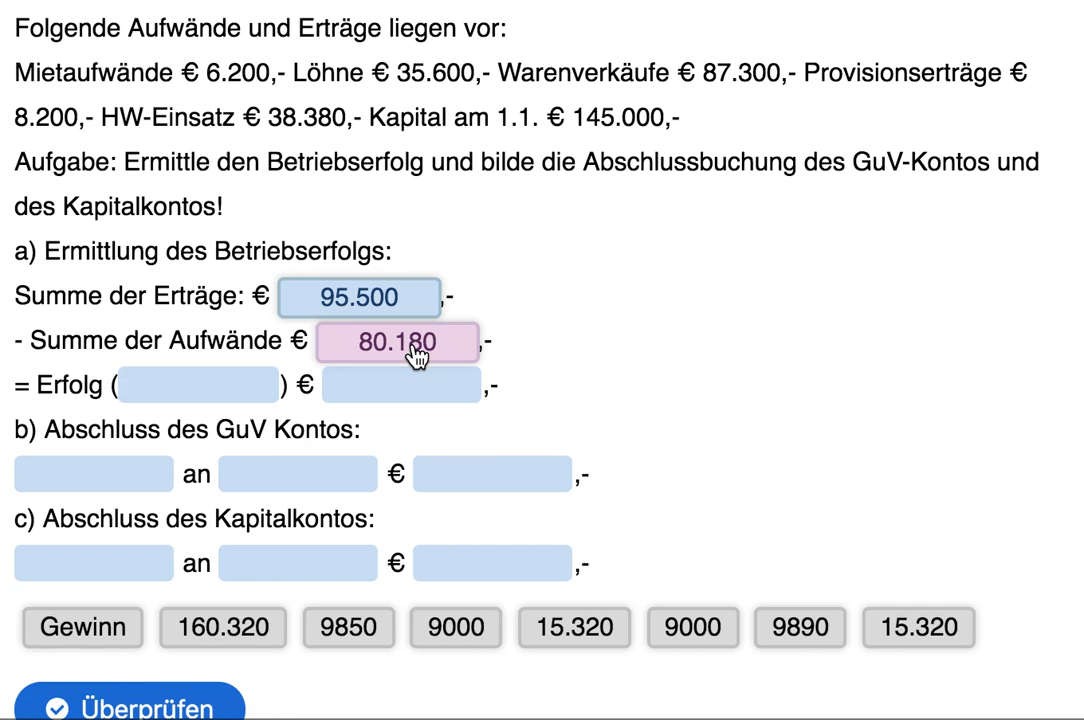 Folgende Aufwände und Erträge liegen vor:
Mietaufwände € 6.200,- Löhne € 35.600,- Warenverkäufe € 87.300,- Provisionserträge €
8.200,- HW-Einsatz € 38.380,- Kapital am 1.1. € 145.000,-
Aufgabe: Ermittle den Betriebserfolg und bilde die Abschlussbuchung des GuV-Kontos und
des Kapitalkontos!
a) Ermittlung des Betriebserfolgs:
Summe der Erträge: € 95.500,-
- Summe der Aufwände € 80.180,-
= Erfolg ( ) € ,-
b) Abschluss des GuV Kontos:
an € ,-
c) Abschluss des Kapitalkontos:
an € ,-
Gewinn 160.320 9850 9000 15.320 9000 9890 15.320
Überprüfen